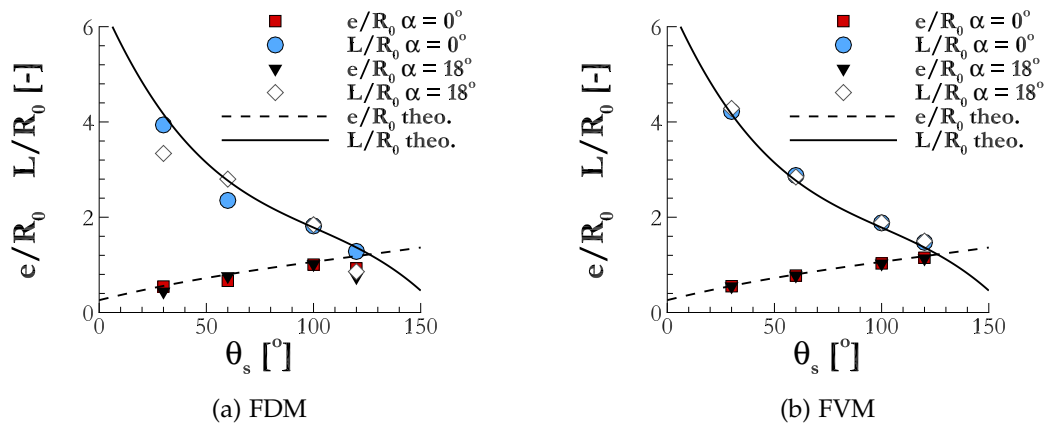 e/R₀ α = 0°
L/R₀ α = 0°
e/R₀ α = 18°
L/R₀ α = 18°
e/R₀ theo.
L/R₀ theo.
e/R₀ L/R₀ [-]
6
4
2
0
0 50 100 150
θₛ [°]
(a) FDM
e/R₀ α = 0°
L/R₀ α = 0°
e/R₀ α = 18°
L/R₀ α = 18°
e/R₀ theo.
L/R₀ theo.
e/R₀ L/R₀ [-]
6
4
2
0
0 50 100 150
θₛ [°]
(b) FVM